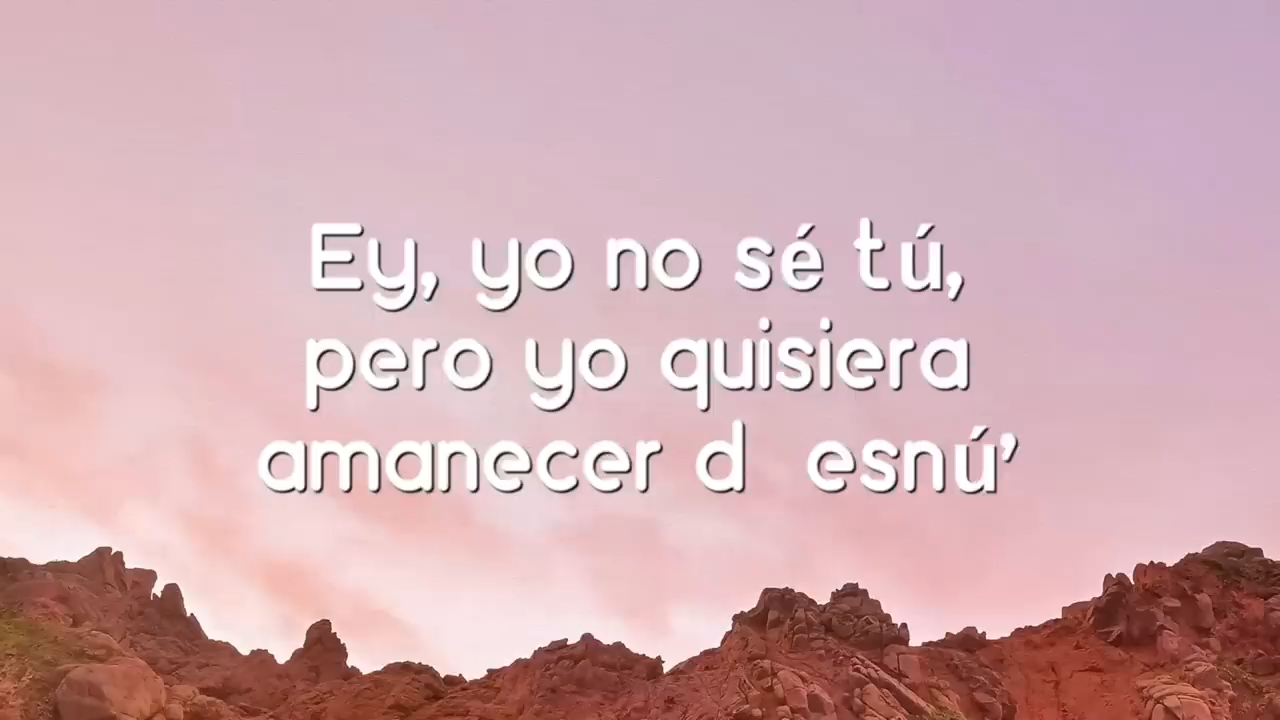 Ey, yo no sé tú,
pero yo quisiera
amanecer d esnú’